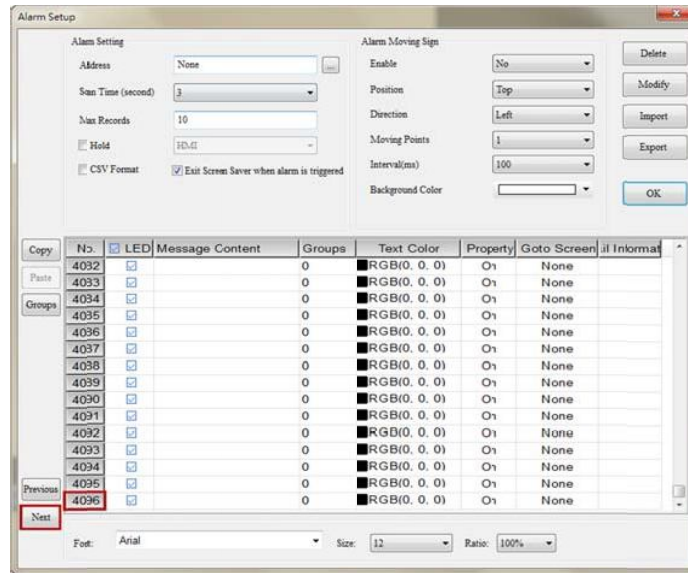 Alarm Setup
Alarm Setting
Address
None
...
Scan Time (second)
3
Max Records
10
Hold
HMI
CSV Format
Exit Screen Saver when alarm is triggered
Alarm Moving Sign
Enable
No
Position
Top
Direction
Left
Moving Points
1
Interval(ms)
100
Background Color
Delete
Modify
Import
Export
OK
Copy
Paste
Groups
Previous
Next
No. LED Message Content Groups Text Color Property Goto Screen il Informat
4082 0 RGB(0, 0, 0) On None
4083 0 RGB(0, 0, 0) On None
4084 0 RGB(0, 0, 0) On None
4085 0 RGB(0, 0, 0) On None
4086 0 RGB(0, 0, 0) On None
4087 0 RGB(0, 0, 0) On None
4088 0 RGB(0, 0, 0) On None
4089 0 RGB(0, 0, 0) On None
4090 0 RGB(0, 0, 0) On None
4091 0 RGB(0, 0, 0) On None
4092 0 RGB(0, 0, 0) On None
4093 0 RGB(0, 0, 0) On None
4094 0 RGB(0, 0, 0) On None
4095 0 RGB(0, 0, 0) On None
4096 0 RGB(0, 0, 0) On None
Font: Arial Size: 12 Ratio: 100%